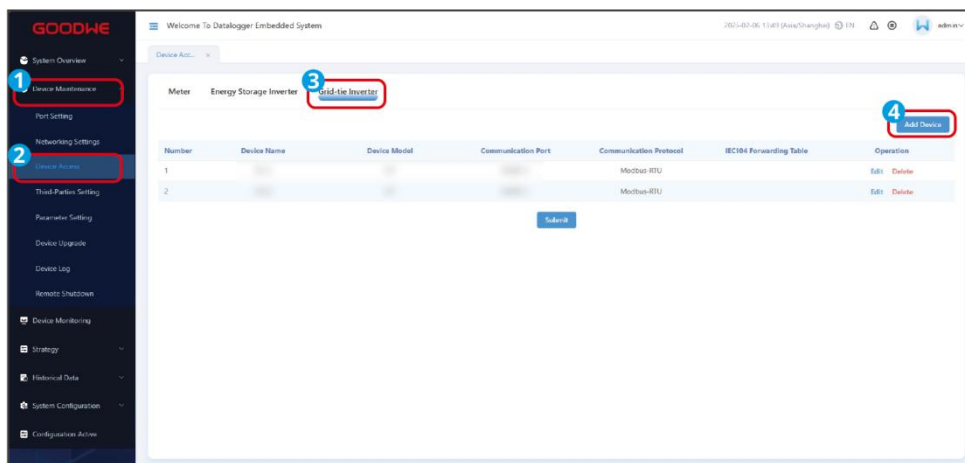 GOODWE
Welcome To Datalogger Embedded System
EN
admin
Device Acc...
System Overview
1
Device Maintenance
Port Setting
Networking Settings
2
Device Access
Third-Parties Setting
Parameter Setting
Device Upgrade
Device Log
Remote Shutdown
Device Monitoring
Strategy
Historical Data
System Configuration
Configuration Active
Meter Energy Storage Inverter 3 Grid-tie Inverter
4
Add Device
Number Device Name Device Model Communication Port Communication Protocol IEC104 Forwarding Table Operation
1 Modbus-RTU Edit Delete
2 Modbus-RTU Edit Delete
Submit